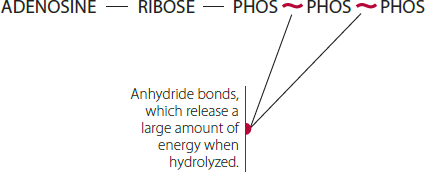 ADENOSINE — RIBOSE — PHOS ~ PHOS ~ PHOS
Anhydride bonds,
which release a
large amount of
energy when
hydrolyzed.